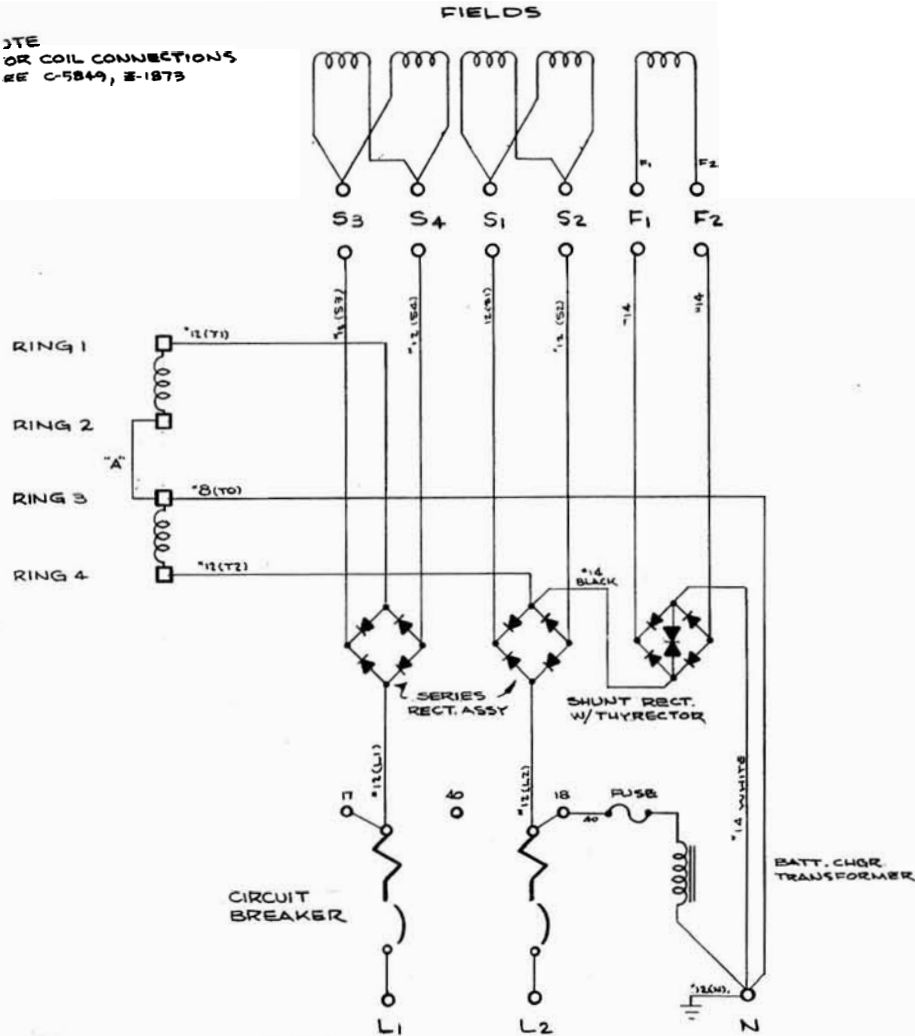 FIELDS
OTE
OR COIL CONNECTIONS
RE C-5849, E-1873
F1 F2
S3 S4 S1 S2 F1 F2
#12 (S3)
#12 (S4)
12(S1)
#12 (S2)
#14
#14
RING 1
#12(T1)
RING 2
"A"
RING 3
#8(T0)
RING 4
#12(T2)
#14
BLACK
SERIES
RECT. ASSY
SHUNT RECT.
W/THYRECTOR
#12(L1)
#12(L2)
#14 WHITE
17 40 18 FUSE
40
BATT. CHGR.
TRANSFORMER
CIRCUIT
BREAKER
#12(N).
L1 L2 N